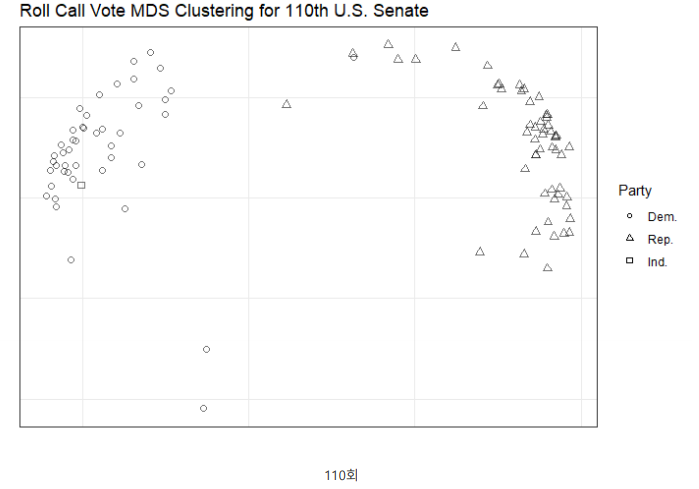 Roll Call Vote MDS Clustering for 110th U.S. Senate
Party
Dem.
Rep.
Ind.
110회